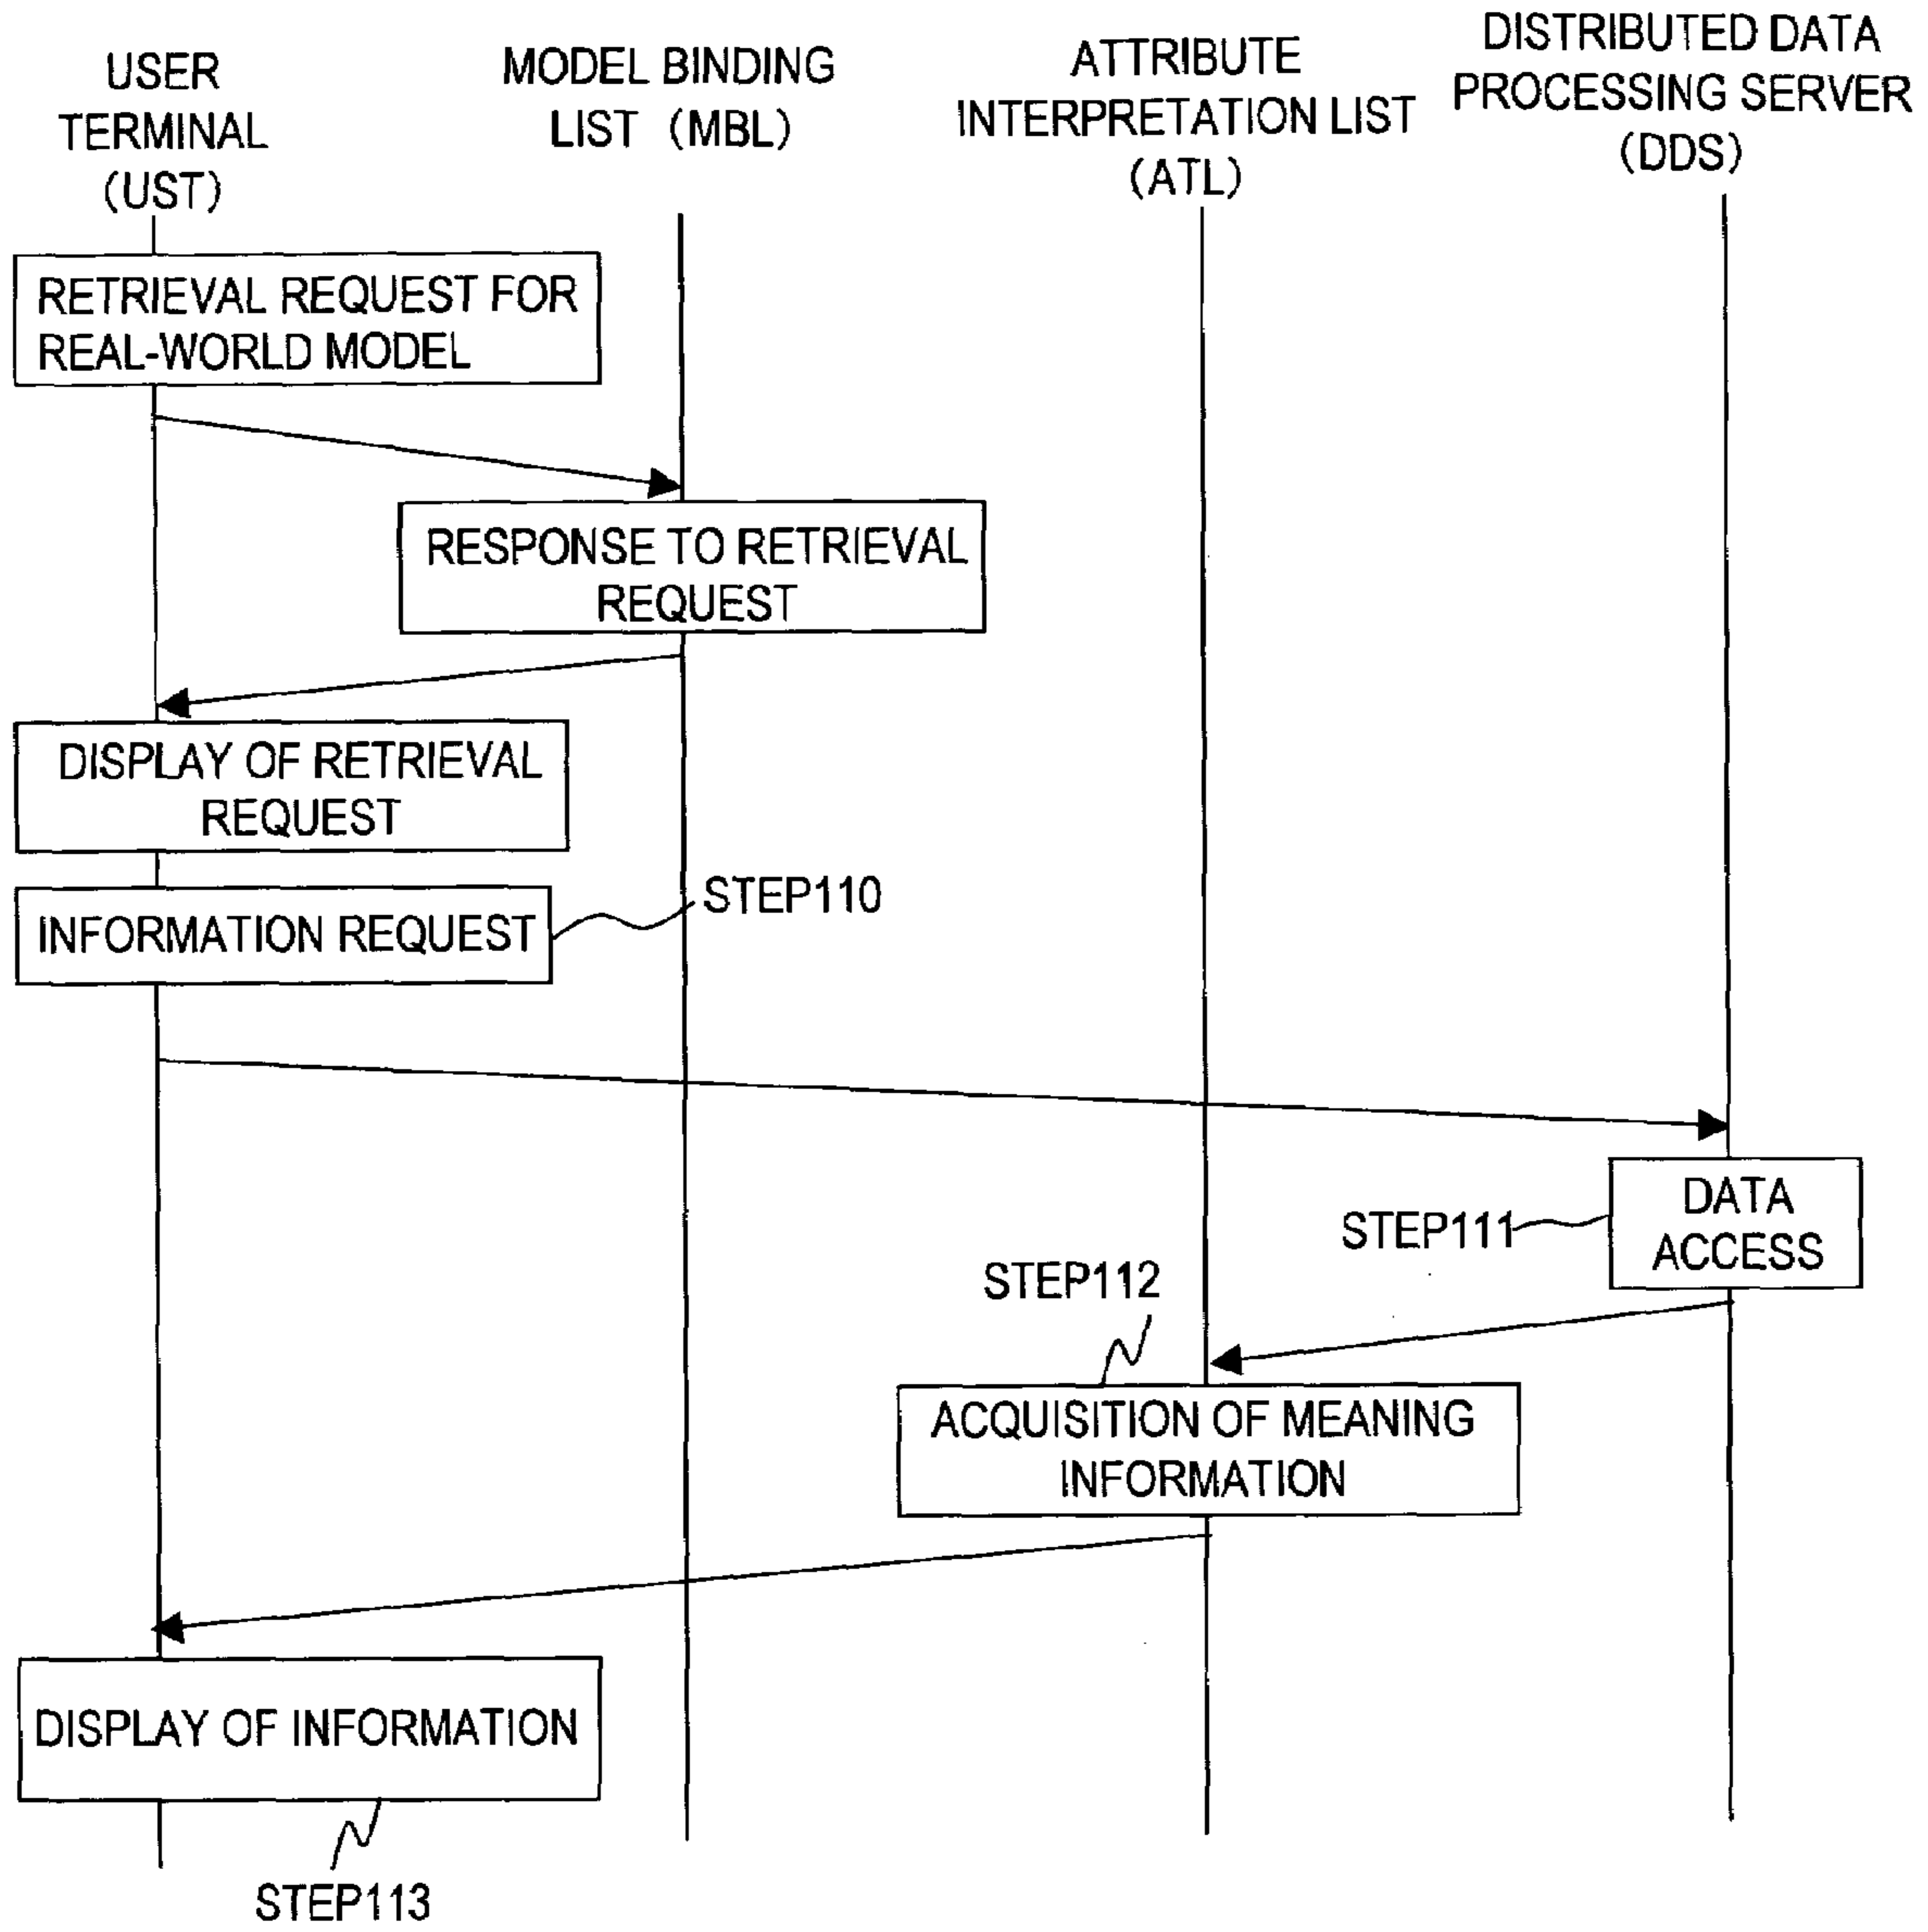 USER
TERMINAL
(UST)
MODEL BINDING
LIST (MBL)
ATTRIBUTE
INTERPRETATION LIST
(ATL)
DISTRIBUTED DATA
PROCESSING SERVER
(DDS)
RETRIEVAL REQUEST FOR
REAL-WORLD MODEL
RESPONSE TO RETRIEVAL
REQUEST
DISPLAY OF RETRIEVAL
REQUEST
STEP110
INFORMATION REQUEST
DATA
ACCESS
STEP111
STEP112
ACQUISITION OF MEANING
INFORMATION
DISPLAY OF INFORMATION
STEP113